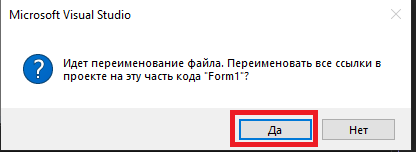 Microsoft Visual Studio
Идет переименование файла. Переименовать все ссылки в
проекте на эту часть кода "Form1"?
Да
Нет